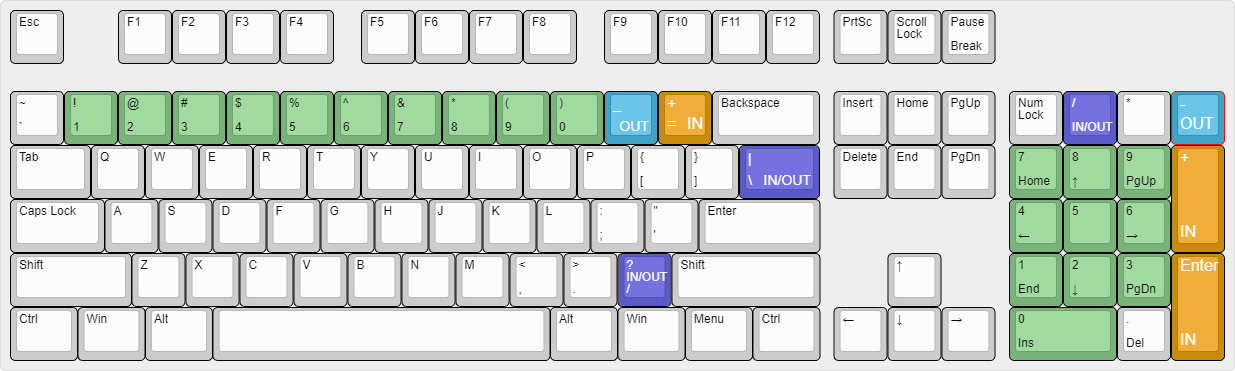 Esc F1 F2 F3 F4 F5 F6 F7 F8 F9 F10 F11 F12 PrtSc Scroll Pause
Lock Break
~ ! @ # $ % ^ & * ( ) _ + Backspace Insert Home PgUp Num / * -
` 1 2 3 4 5 6 7 8 9 0 OUT = IN Lock IN/OUT OUT
Tab Q W E R T Y U I O P { } | Delete End PgDn 7 8 9 +
[ ] \ IN/OUT Home ↑ PgUp
Caps Lock A S D F G H J K L : " Enter 4 5 6
; ' ← → IN
Shift Z X C V B N M < > ? Shift ↑ 1 2 3 Enter
IN/OUT
, . / End ↓ PgDn
Ctrl Win Alt Alt Win Menu Ctrl ← ↓ → 0 .
Ins Del IN